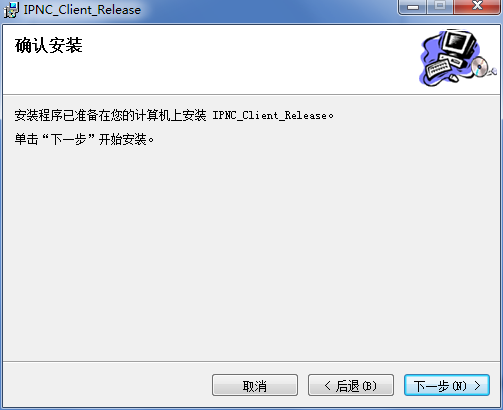 IPNC_Client_Release
确认安装
安装程序已准备在您的计算机上安装 IPNC_Client_Release。
单击“下一步”开始安装。
取消
< 后退(B)
下一步(N) >